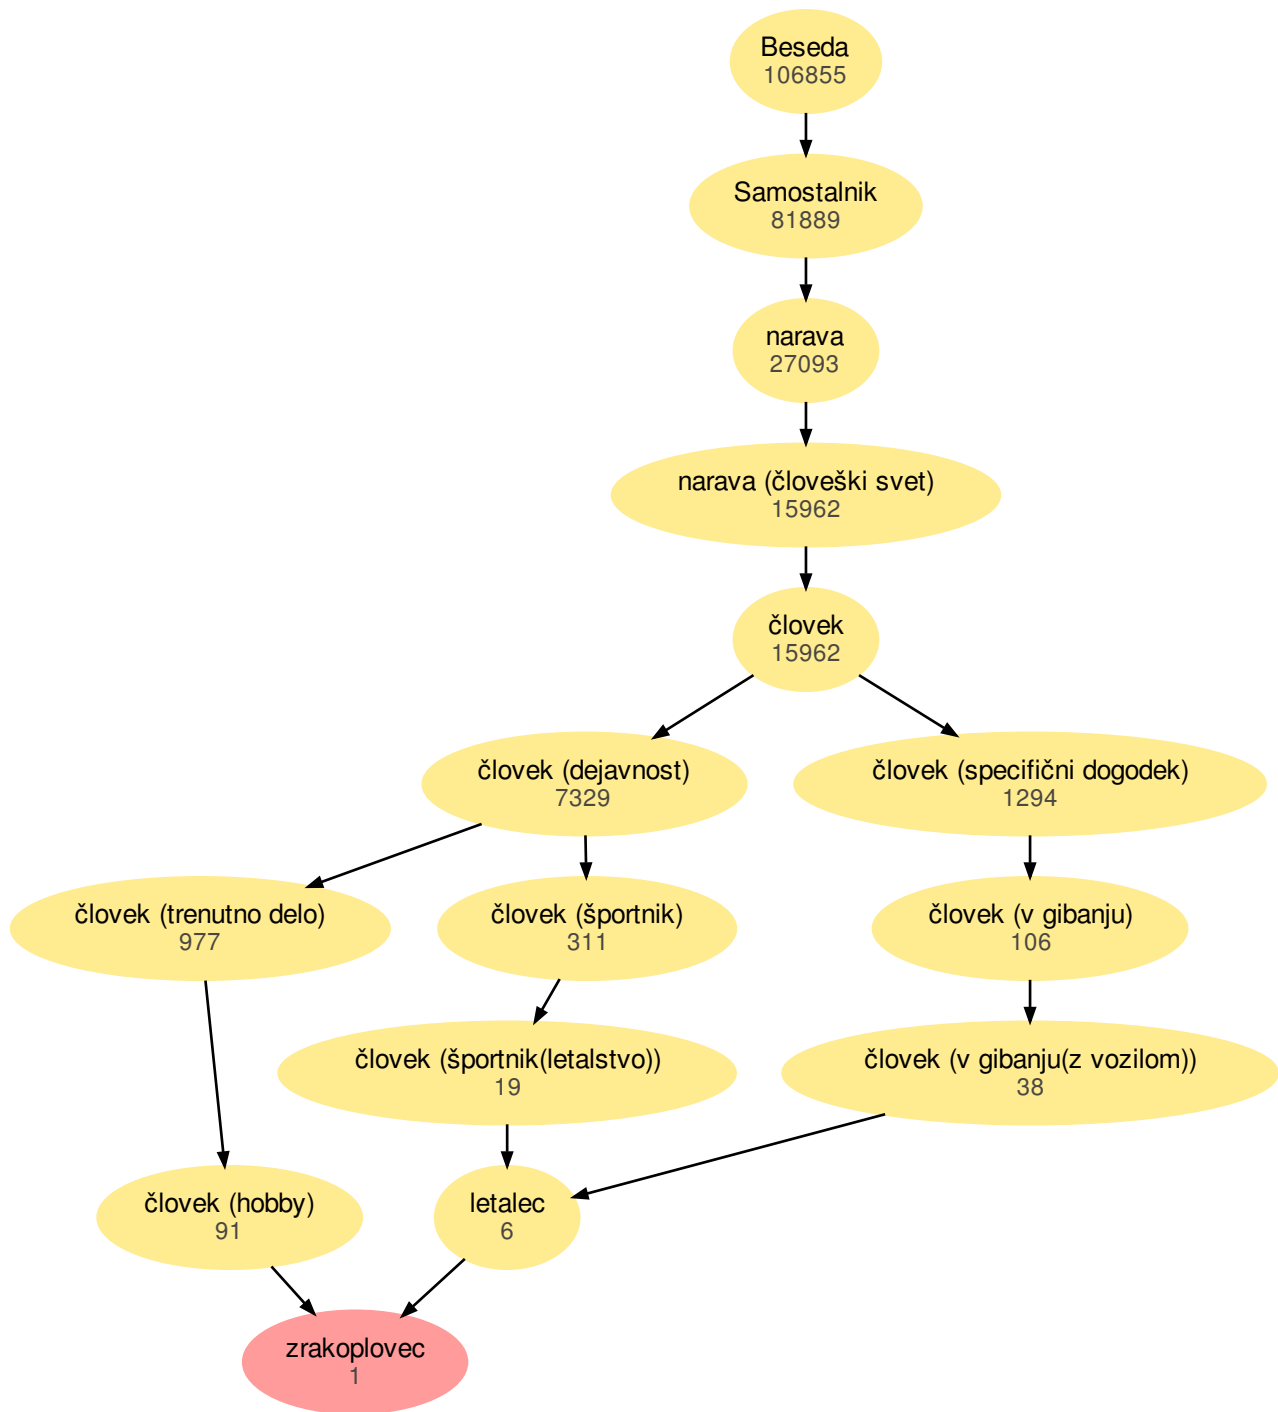 Beseda
106855
Samostalnik
81889
narava
27093
narava (človeški svet)
15962
človek
15962
človek (dejavnost)
7329
človek (specifični dogodek)
1294
človek (trenutno delo)
977
človek (športnik)
311
človek (v gibanju)
106
človek (športnik(letalstvo))
19
človek (v gibanju(z vozilom))
38
človek (hobby)
91
letalec
6
zrakoplovec
1